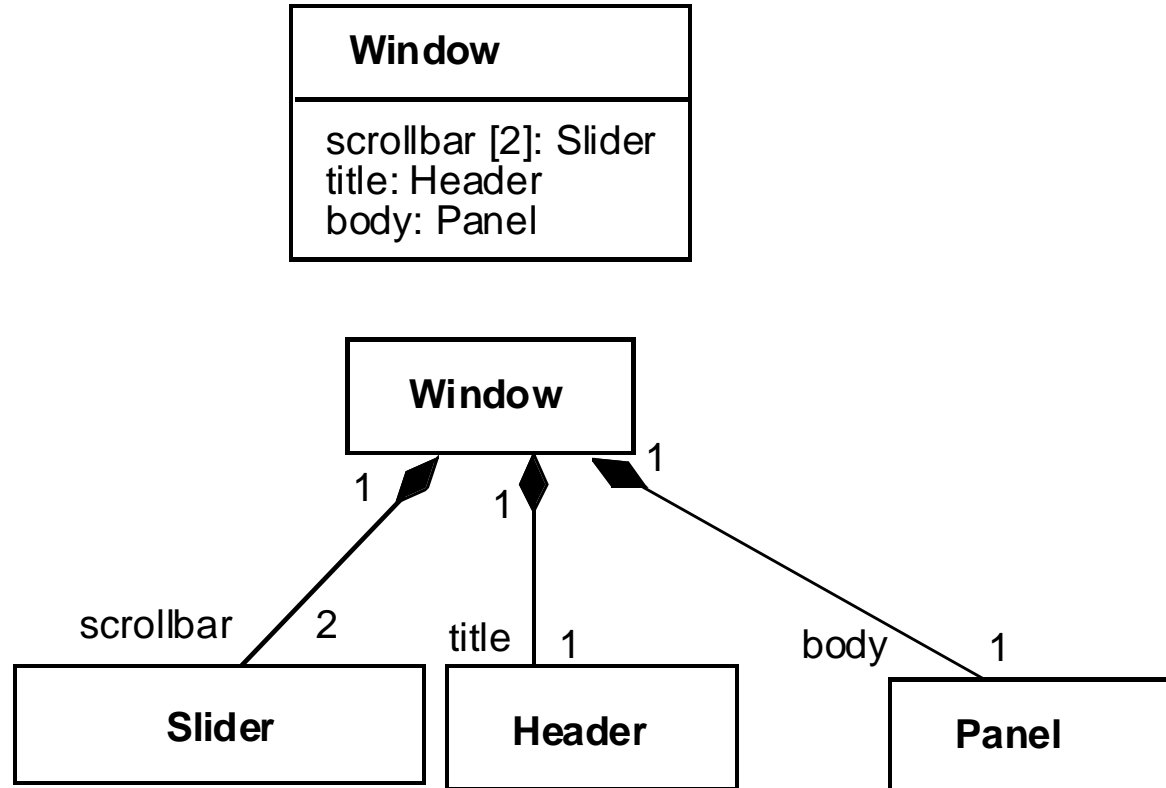 Window
scrollbar [2]: Slider
title: Header
body: Panel
Window
1
1
1
scrollbar
2
title
1
body
1
Slider
Header
Panel